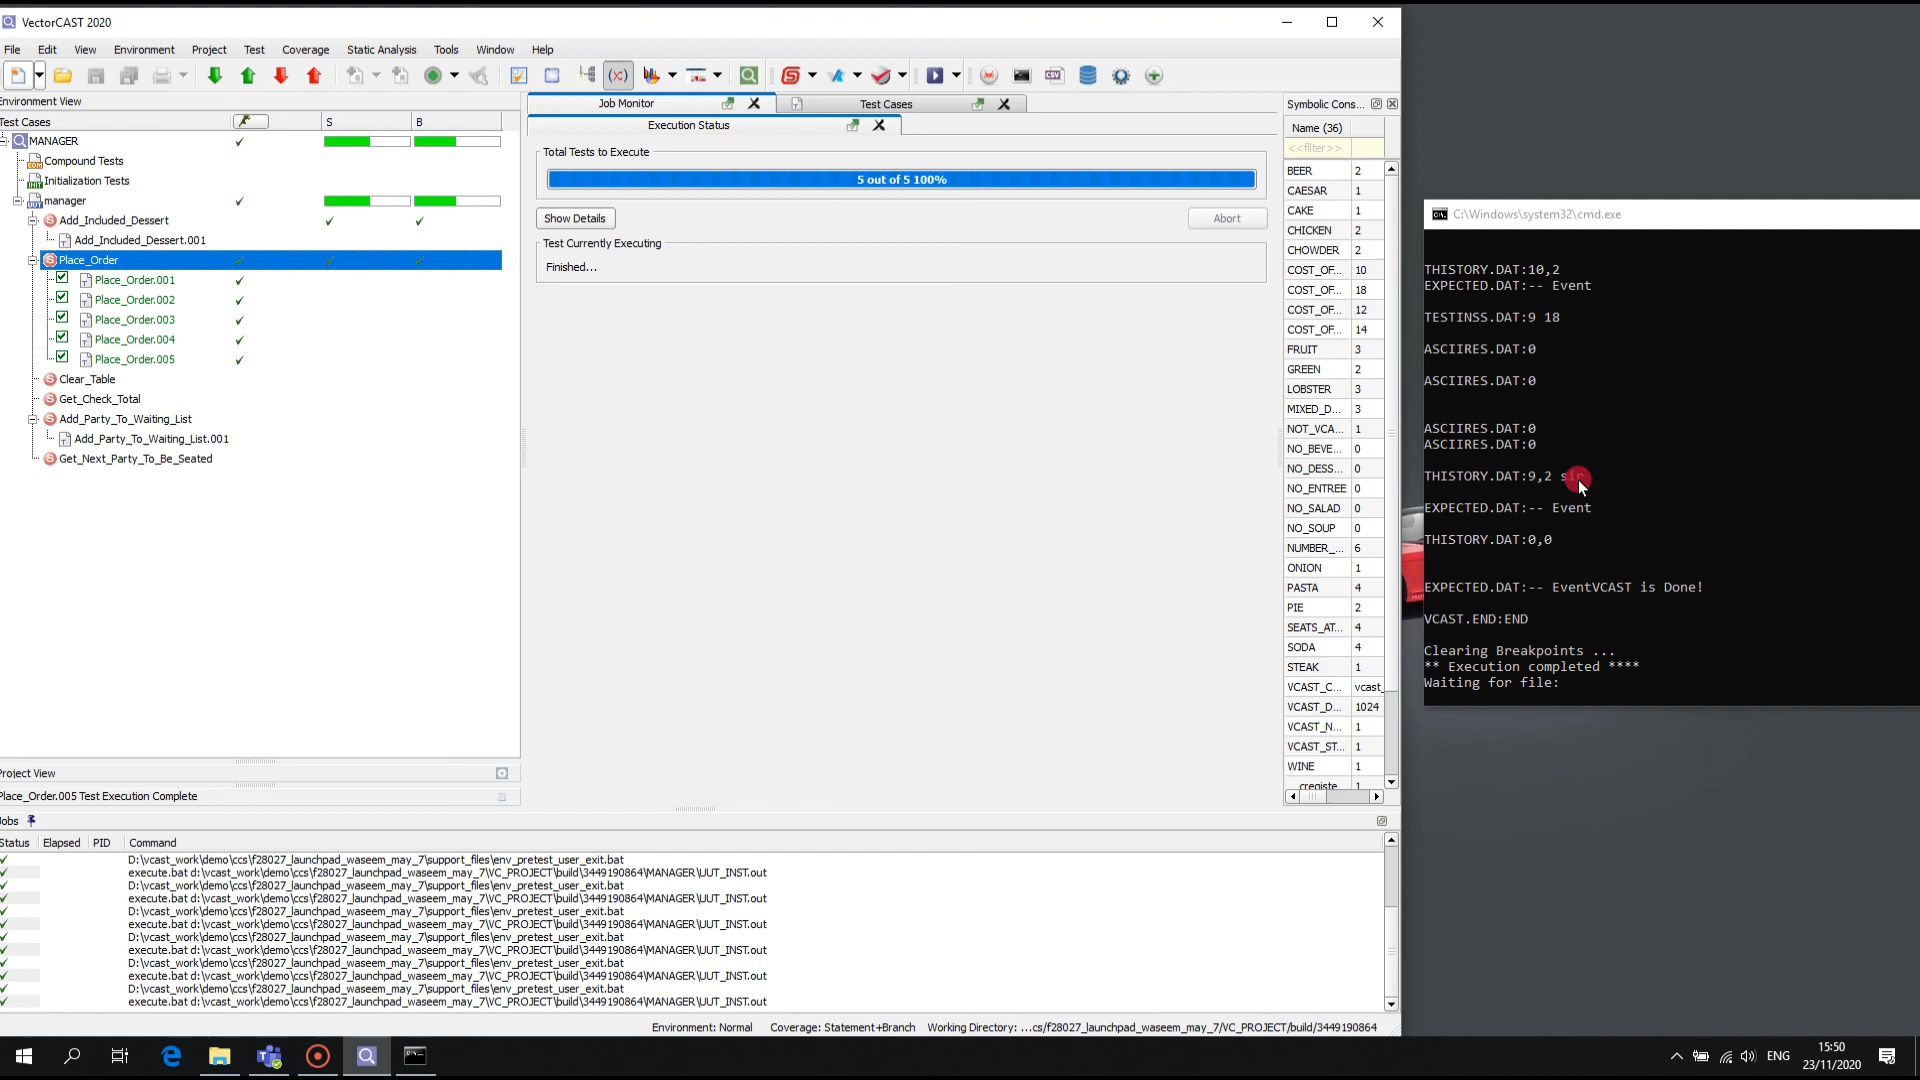 VectorCAST 2020
File Edit View Environment Project Test Coverage Static Analysis Tools Window Help
Environment View
Test Cases S B
MANAGER
Compound Tests
Initialization Tests
manager
Add_Included_Dessert
Add_Included_Dessert.001
Place_Order
Place_Order.001
Place_Order.002
Place_Order.003
Place_Order.004
Place_Order.005
Clear_Table
Get_Check_Total
Add_Party_To_Waiting_List
Add_Party_To_Waiting_List.001
Get_Next_Party_To_Be_Seated
Project View
Place_Order.005 Test Execution Complete
Job Monitor Test Cases
Execution Status
Total Tests to Execute
5 out of 5 100%
Show Details Abort
Test Currently Executing
Finished...
Symbolic Cons...
Name (36)
<<filter>>
BEER 2
CAESAR 1
CAKE 1
CHICKEN 2
CHOWDER 2
COST_OF... 10
COST_OF... 18
COST_OF... 12
COST_OF... 14
FRUIT 3
GREEN 2
LOBSTER 3
MIXED_D... 3
NOT_VCA... 1
NO_BEVE... 0
NO_DESS... 0
NO_ENTREE 0
NO_SALAD 0
NO_SOUP 0
NUMBER_... 6
ONION 1
PASTA 4
PIE 2
SEATS_AT... 4
SODA 4
STEAK 1
VCAST_C... vcast_
VCAST_D... 1024
VCAST_N... 1
VCAST_ST... 1
WINE 1
cregiste 1
Jobs
Status Elapsed PID Command
D:\vcast_work\demo\ccs\f28027_launchpad_waseem_may_7\support_files\env_pretest_user_exit.bat
execute.bat d:\vcast_work\demo\ccs\f28027_launchpad_waseem_may_7\VC_PROJECT\build\3449190864\MANAGER\UUT_INST.out
D:\vcast_work\demo\ccs\f28027_launchpad_waseem_may_7\support_files\env_pretest_user_exit.bat
execute.bat d:\vcast_work\demo\ccs\f28027_launchpad_waseem_may_7\VC_PROJECT\build\3449190864\MANAGER\UUT_INST.out
D:\vcast_work\demo\ccs\f28027_launchpad_waseem_may_7\support_files\env_pretest_user_exit.bat
execute.bat d:\vcast_work\demo\ccs\f28027_launchpad_waseem_may_7\VC_PROJECT\build\3449190864\MANAGER\UUT_INST.out
D:\vcast_work\demo\ccs\f28027_launchpad_waseem_may_7\support_files\env_pretest_user_exit.bat
execute.bat d:\vcast_work\demo\ccs\f28027_launchpad_waseem_may_7\VC_PROJECT\build\3449190864\MANAGER\UUT_INST.out
D:\vcast_work\demo\ccs\f28027_launchpad_waseem_may_7\support_files\env_pretest_user_exit.bat
execute.bat d:\vcast_work\demo\ccs\f28027_launchpad_waseem_may_7\VC_PROJECT\build\3449190864\MANAGER\UUT_INST.out
D:\vcast_work\demo\ccs\f28027_launchpad_waseem_may_7\support_files\env_pretest_user_exit.bat
execute.bat d:\vcast_work\demo\ccs\f28027_launchpad_waseem_may_7\VC_PROJECT\build\3449190864\MANAGER\UUT_INST.out
Environment: Normal Coverage: Statement+Branch Working Directory: ...cs/f28027_launchpad_waseem_may_7/VC_PROJECT/build/3449190864
C:\Windows\system32\cmd.exe
THISTORY.DAT:10,2
EXPECTED.DAT:-- Event
TESTINSS.DAT:9 18
ASCIIRES.DAT:0
ASCIIRES.DAT:0
ASCIIRES.DAT:0
ASCIIRES.DAT:0
THISTORY.DAT:9,2
EXPECTED.DAT:-- Event
THISTORY.DAT:0,0
EXPECTED.DAT:-- EventVCAST is Done!
VCAST.END:END
Clearing Breakpoints ...
** Execution completed ****
Waiting for file:
ENG
15:50
23/11/2020